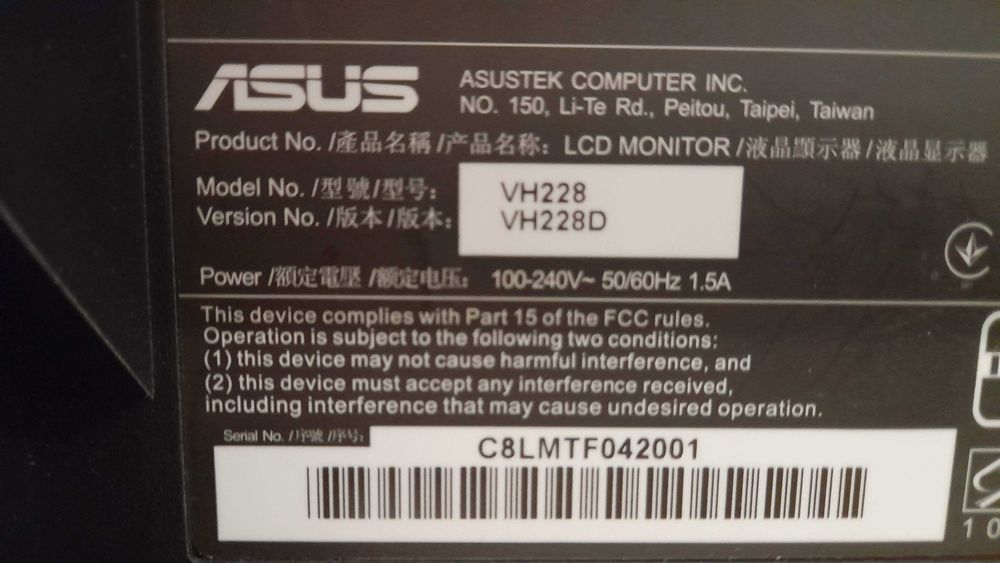 ASUS
ASUSTEK COMPUTER INC.
NO. 150, Li-Te Rd., Peitou, Taipei, Taiwan
Product No. /產品名稱 /产品名称: LCD MONITOR /液晶顯示器 /液晶显示器
Model No. /型號/型号: VH228
Version No. /版本 /版本: VH228D
Power /額定電壓 /额定电压: 100-240V~ 50/60Hz 1.5A
This device complies with Part 15 of the FCC rules.
Operation is subject to the following two conditions:
(1) this device may not cause harmful interference, and
(2) this device must accept any interference received,
including interference that may cause undesired operation.
Serial No. /序號 /序号:
C8LMTF042001
10